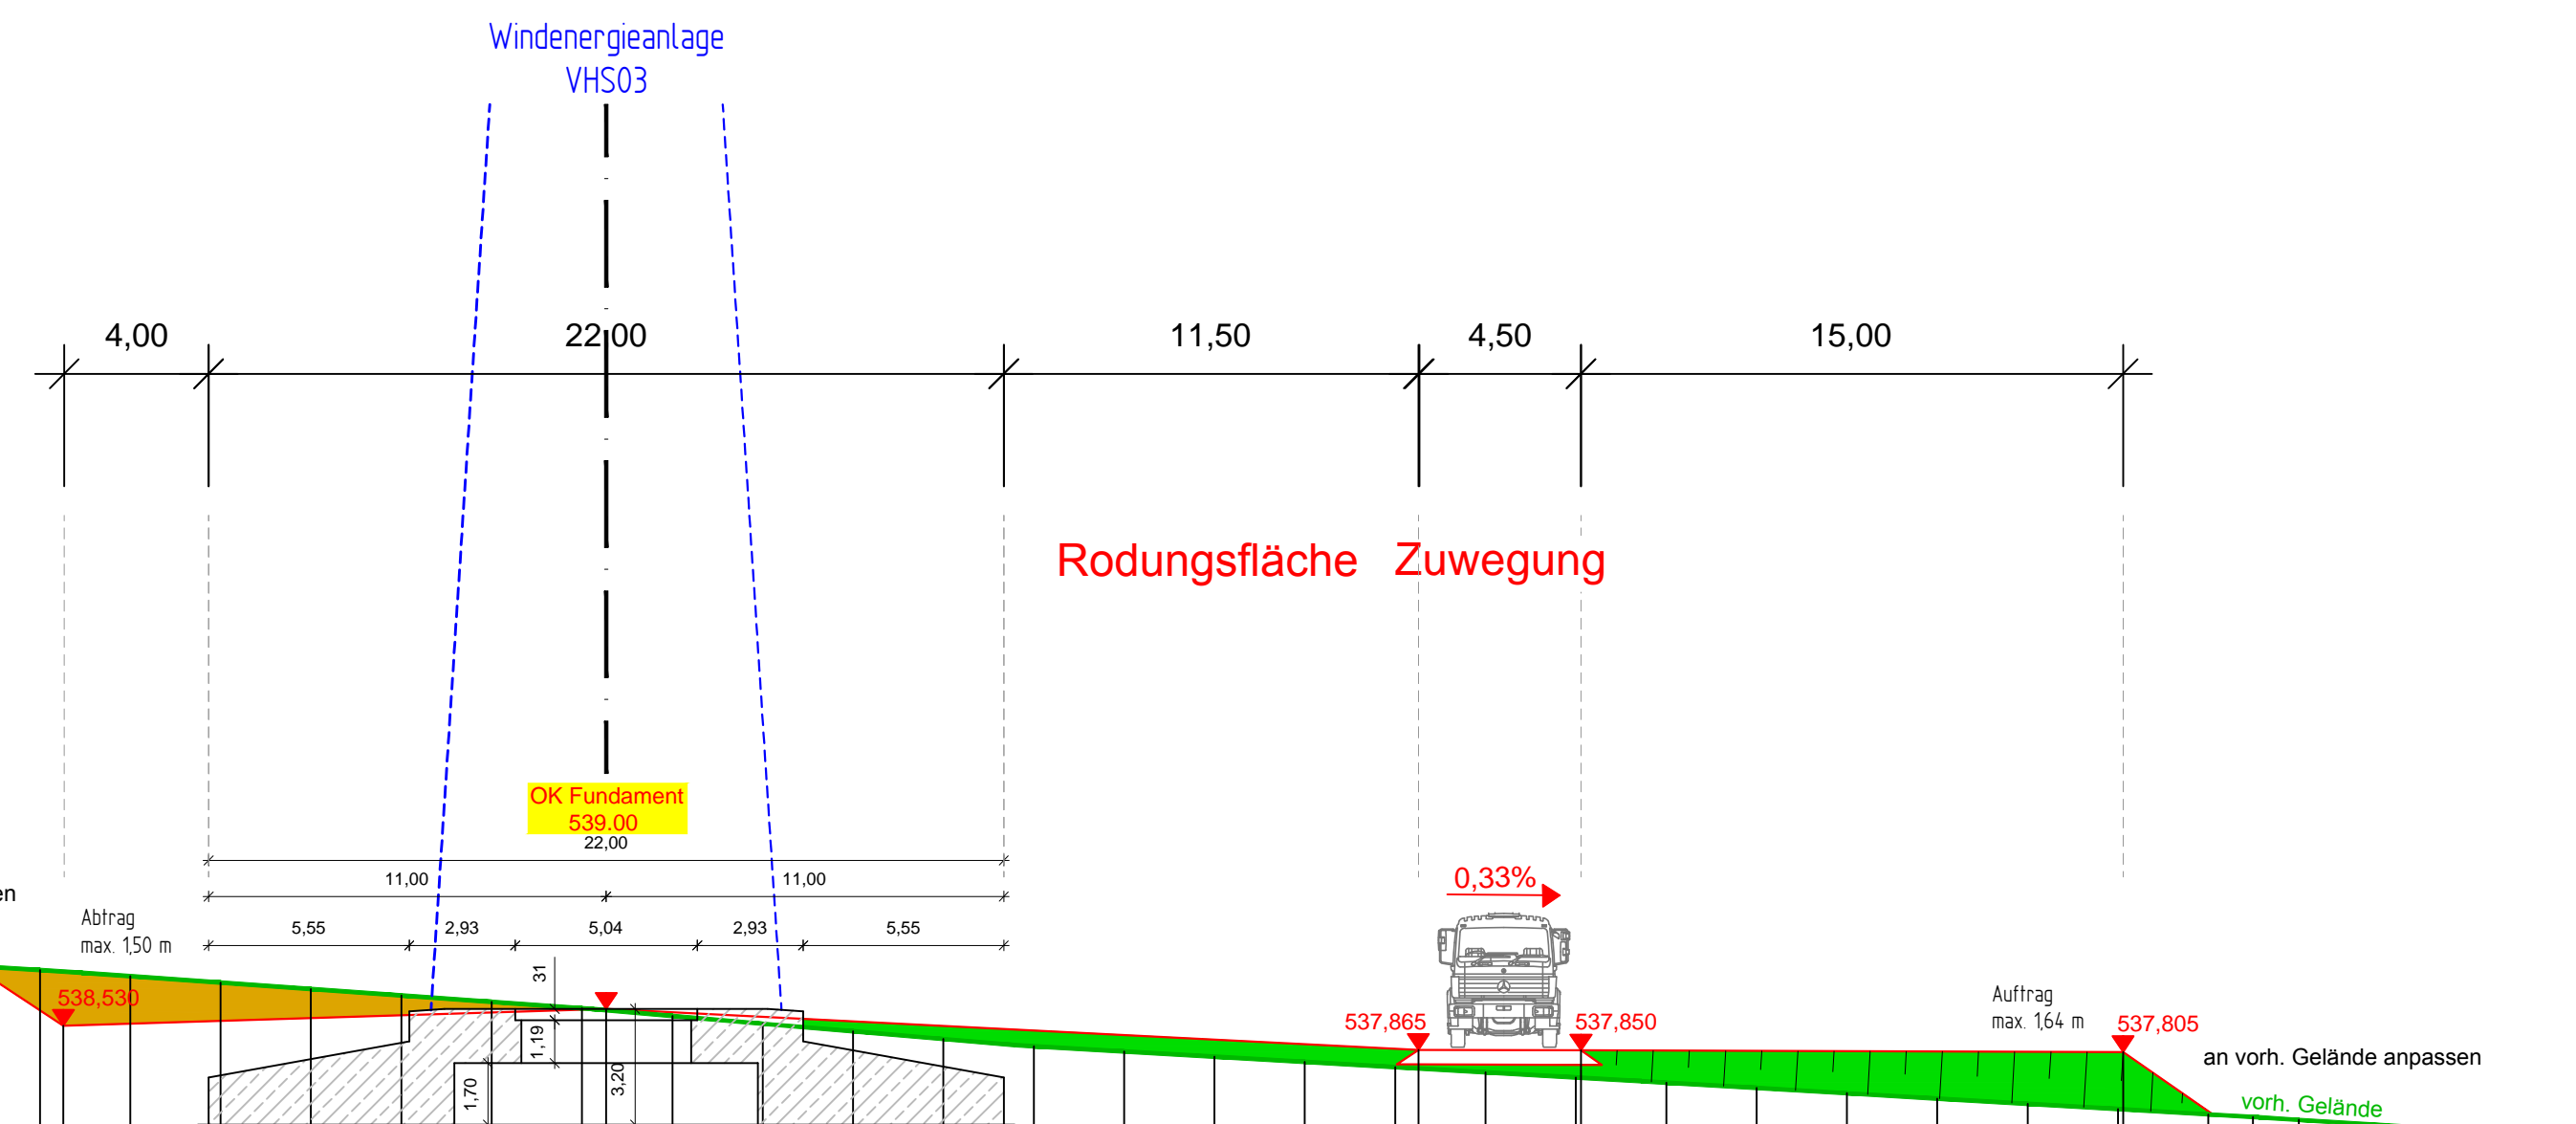 Windenergieanlage
VHS03
4,00
22,00
11,50
4,50
15,00
Rodungsfläche Zuwegung
OK Fundament
539.00
22,00
11,00
11,00
0,33%
en
Abtrag
max. 1,50 m
5,55
2,93
5,04
2,93
5,55
31
538,530
1,19
1,70
3,20
537,865
537,850
Auftrag
max. 1,64 m
537,805
an vorh. Gelände anpassen
vorh. Gelände